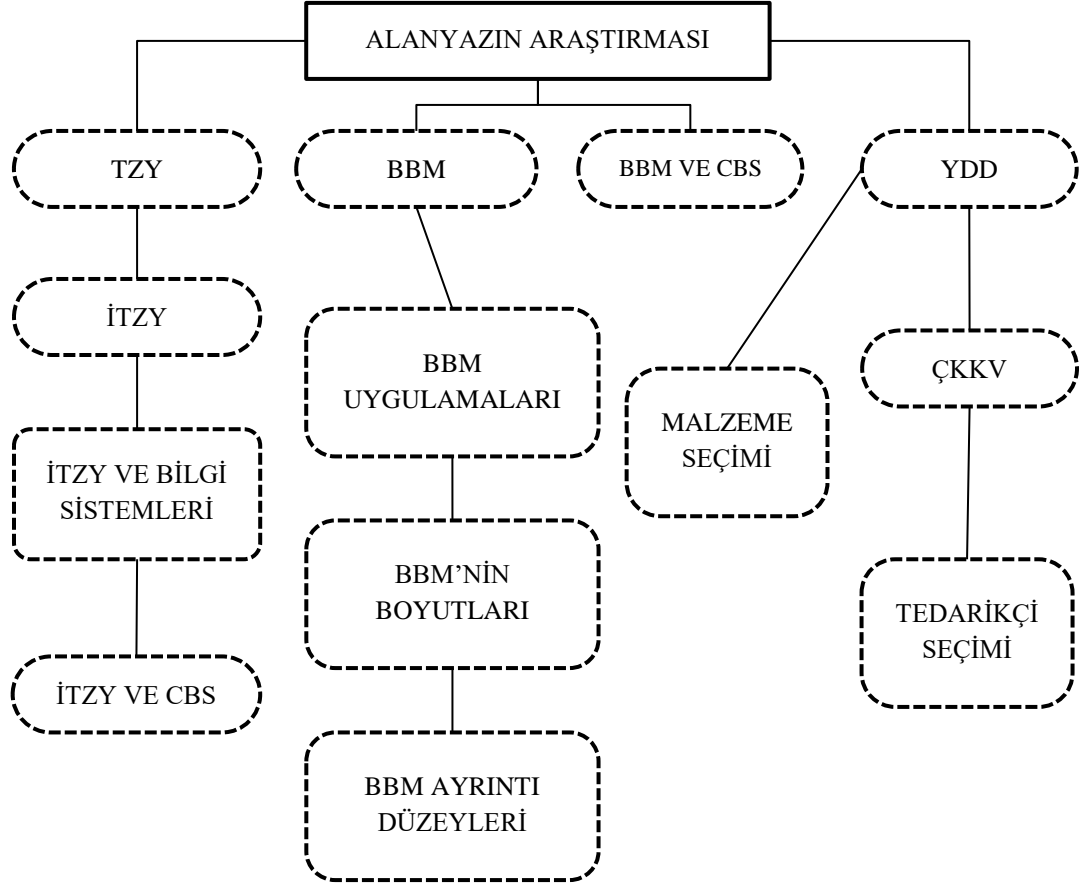 ALANYAZIN ARAŞTIRMASI
TZY
BBM
BBM VE CBS
YDD
İTZY
BBM
UYGULAMALARI
ÇKKV
MALZEME
SEÇİMİ
İTZY VE BİLGİ
SİSTEMLERİ
BBM’NİN
BOYUTLARI
TEDARİKÇİ
SEÇİMİ
İTZY VE CBS
BBM AYRINTI
DÜZEYLERİ